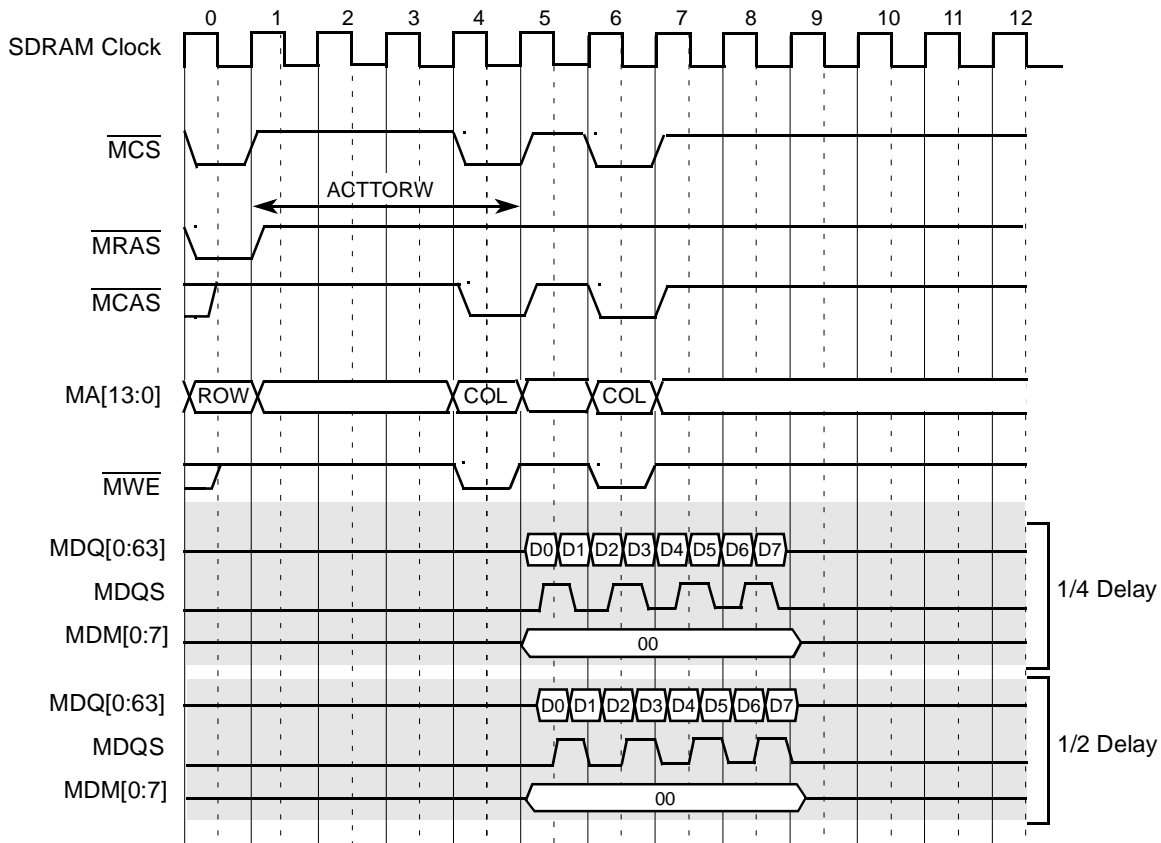 0 1 2 3 4 5 6 7 8 9 10 11 12
SDRAM Clock
MCS
ACTTORW
MRAS
MCAS
MA[13:0] ROW COL COL
MWE
MDQ[0:63] D0 D1 D2 D3 D4 D5 D6 D7
MDQS
1/4 Delay
MDM[0:7] 00
MDQ[0:63] D0 D1 D2 D3 D4 D5 D6 D7
MDQS
1/2 Delay
MDM[0:7] 00